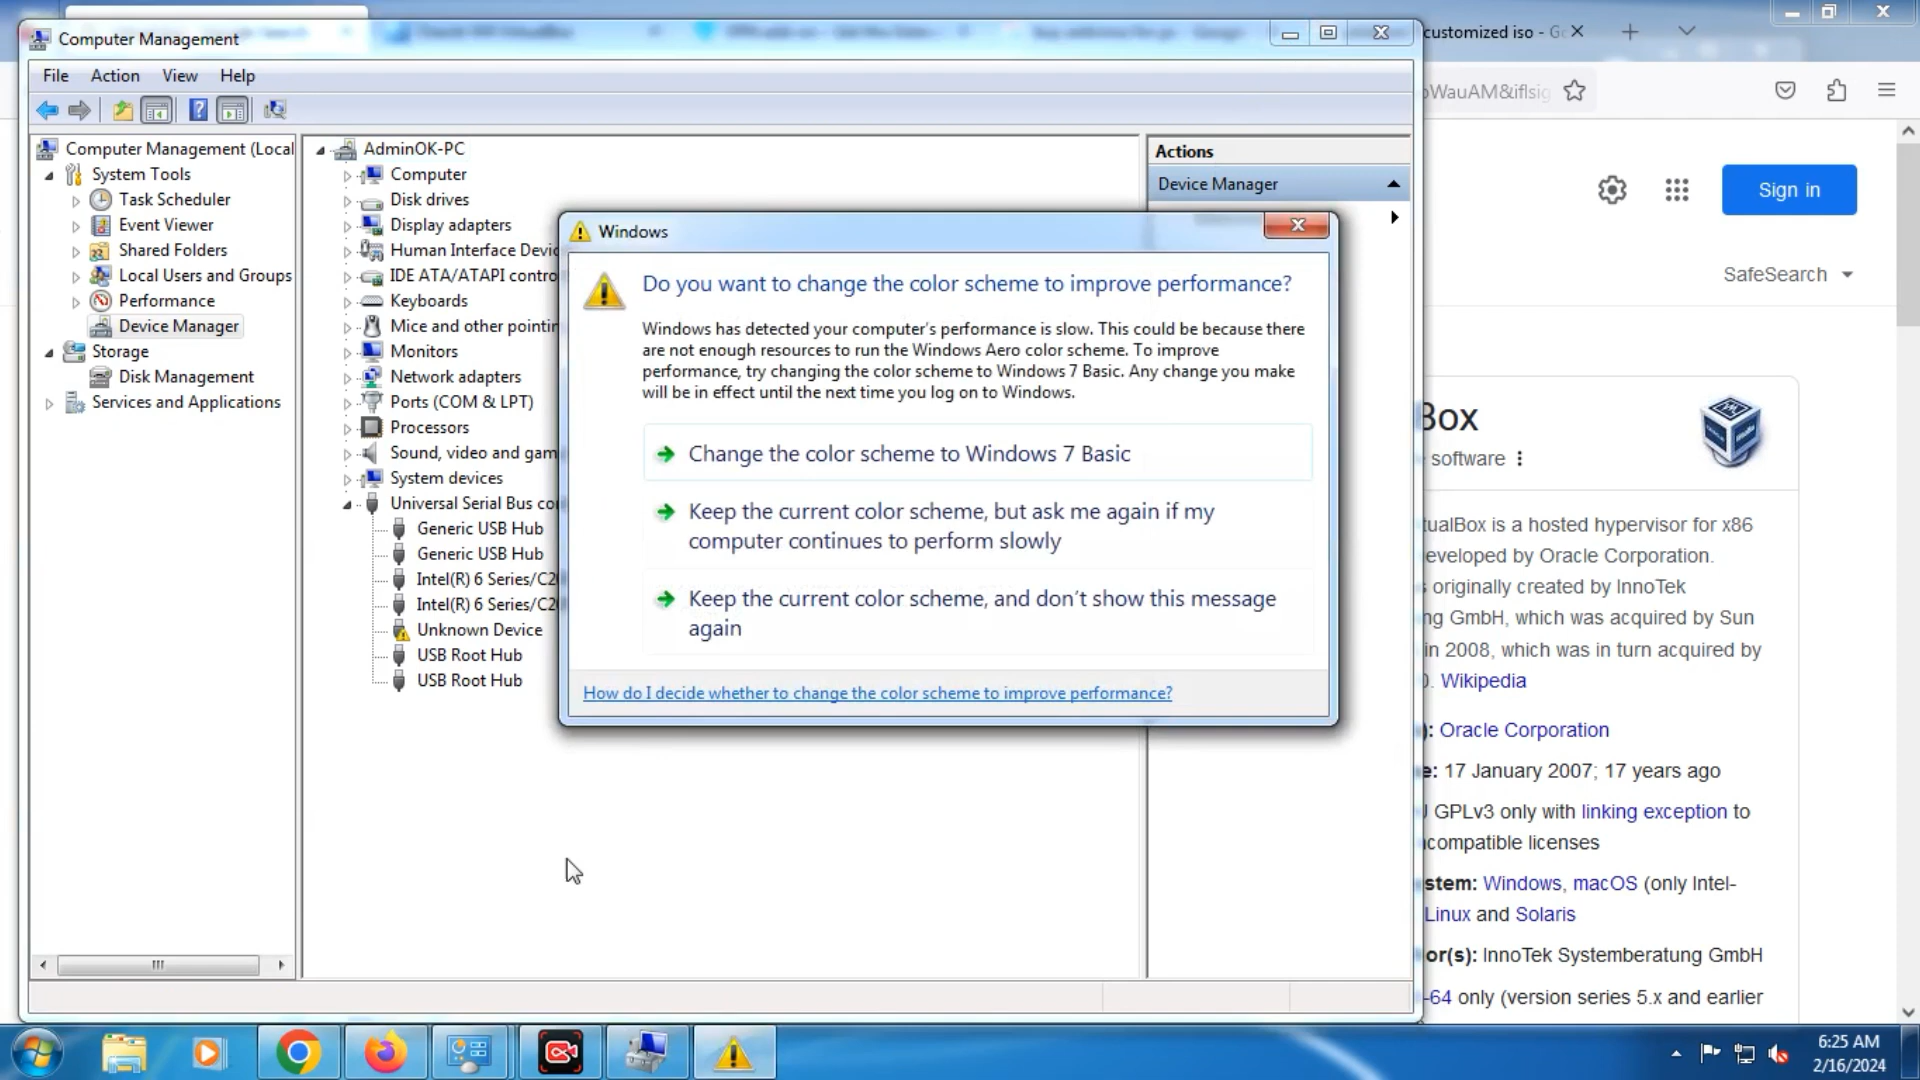 Computer Management
customized iso - G
File Action View Help
oWauAM&iflsig
Computer Management (Local
System Tools
Task Scheduler
Event Viewer
Shared Folders
Local Users and Groups
Performance
Device Manager
Storage
Disk Management
Services and Applications
AdminOK-PC
Computer
Disk drives
Display adapters
Human Interface Devic
IDE ATA/ATAPI contro
Keyboards
Mice and other pointin
Monitors
Network adapters
Ports (COM & LPT)
Processors
Sound, video and gam
System devices
Universal Serial Bus co
Generic USB Hub
Generic USB Hub
Intel(R) 6 Series/C20
Intel(R) 6 Series/C20
Unknown Device
USB Root Hub
USB Root Hub
Actions
Device Manager
Windows
Do you want to change the color scheme to improve performance?
Windows has detected your computer's performance is slow. This could be because there
are not enough resources to run the Windows Aero color scheme. To improve
performance, try changing the color scheme to Windows 7 Basic. Any change you make
will be in effect until the next time you log on to Windows.
Change the color scheme to Windows 7 Basic
Keep the current color scheme, but ask me again if my
computer continues to perform slowly
Keep the current color scheme, and don't show this message
again
How do I decide whether to change the color scheme to improve performance?
Sign in
SafeSearch
Box
software
tualBox is a hosted hypervisor for x86
eveloped by Oracle Corporation.
originally created by InnoTek
ng GmbH, which was acquired by Sun
in 2008, which was in turn acquired by
). Wikipedia
): Oracle Corporation
e: 17 January 2007; 17 years ago
GPLv3 only with linking exception to
compatible licenses
stem: Windows, macOS (only Intel-
Linux and Solaris
or(s): InnoTek Systemberatung GmbH
-64 only (version series 5.x and earlier
6:25 AM
2/16/2024